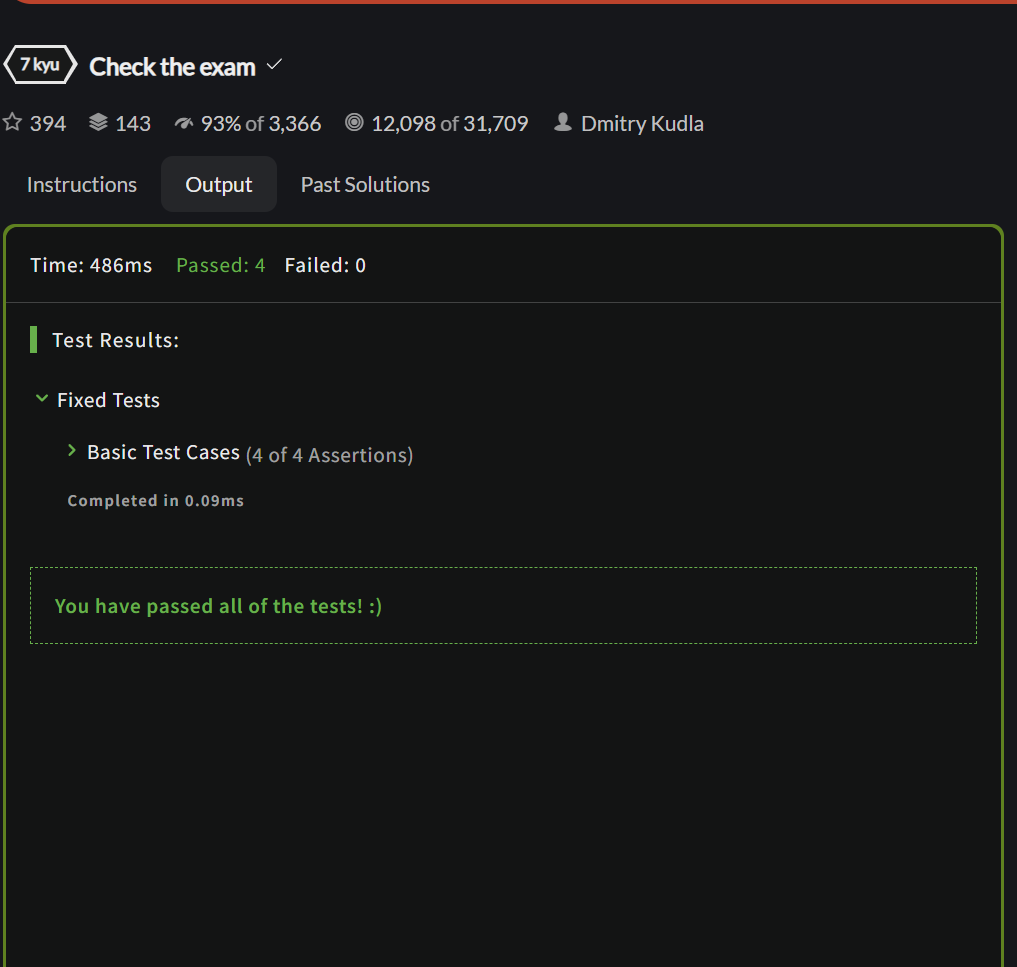 7 kyu Check the exam
394 143 93% of 3,366 12,098 of 31,709 Dmitry Kudla
Instructions Output Past Solutions
Time: 486ms Passed: 4 Failed: 0
Test Results:
Fixed Tests
Basic Test Cases (4 of 4 Assertions)
Completed in 0.09ms
You have passed all of the tests! :)